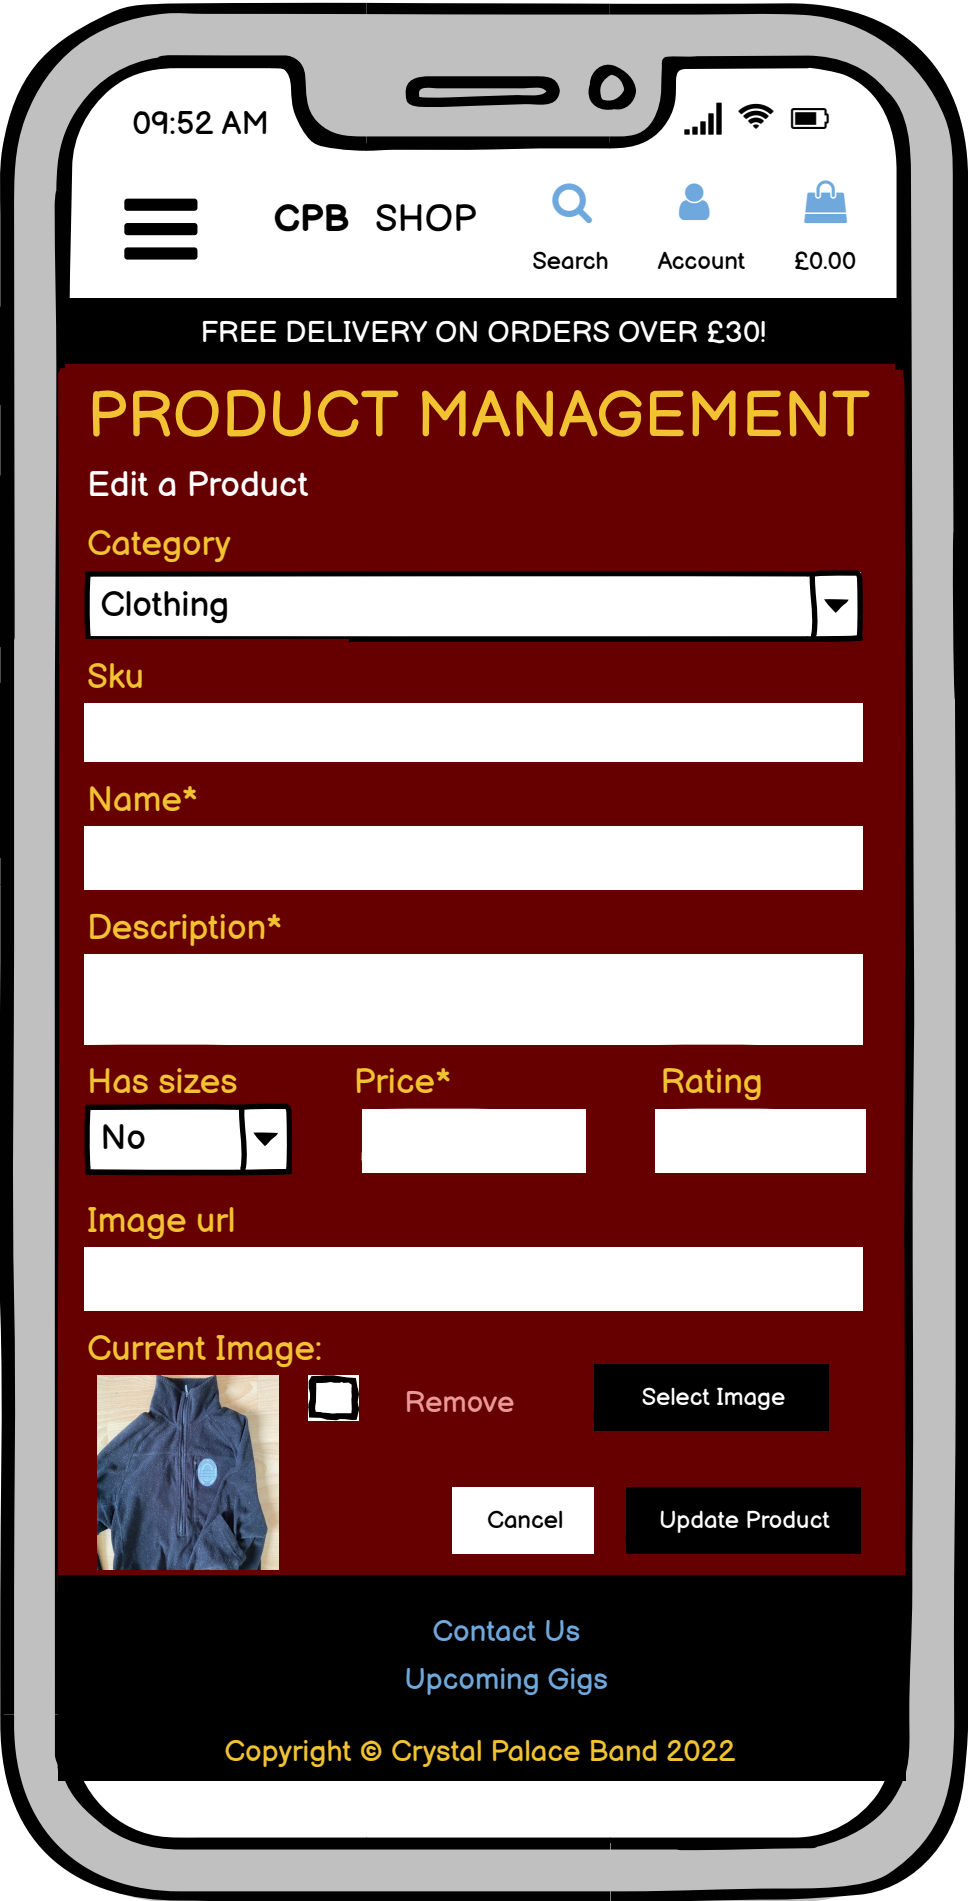 09:52 AM
CPB SHOP
Search Account £0.00
FREE DELIVERY ON ORDERS OVER £30!
PRODUCT MANAGEMENT
Edit a Product
Category
Clothing
Sku
Name*
Description*
Has sizes Price* Rating
No
Image url
Current Image:
Remove Select Image
Cancel Update Product
Contact Us
Upcoming Gigs
Copyright © Crystal Palace Band 2022